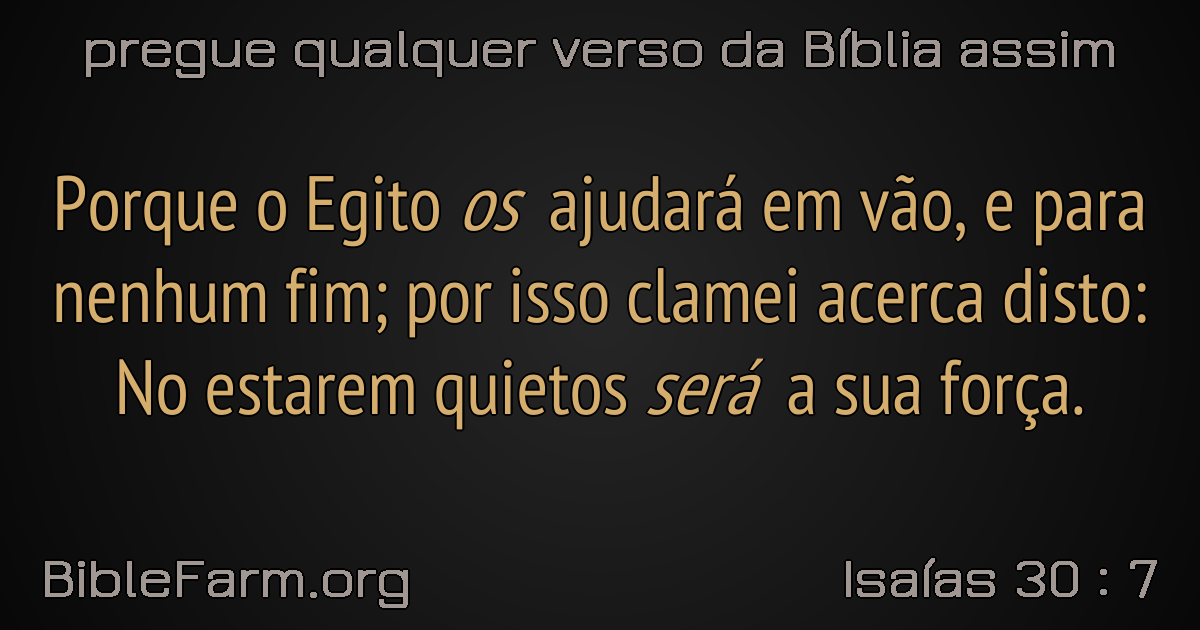 pregue qualquer verso da Bíblia assim
Porque o Egito os ajudará em vão, e para
nenhum fim; por isso clamei acerca disto:
No estarem quietos será a sua força.
BibleFarm.org
Isaías 30 : 7